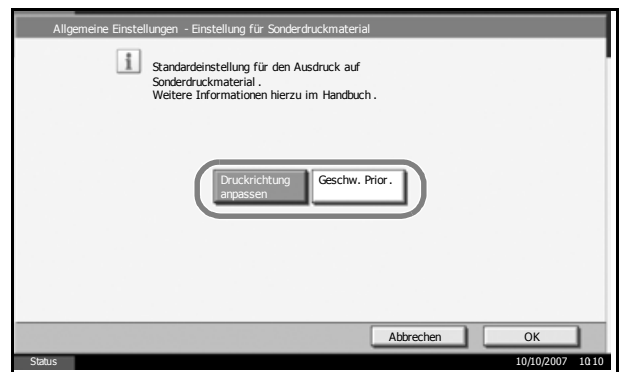 Allgemeine Einstellungen - Einstellung für Sonderdruckmaterial
Standardeinstellung für den Ausdruck auf
Sonderdruckmaterial .
Weitere Informationen hierzu im Handbuch .
Druckrichtung
anpassen
Geschw. Prior .
Abbrechen
OK
Status
10/10/2007 10:10